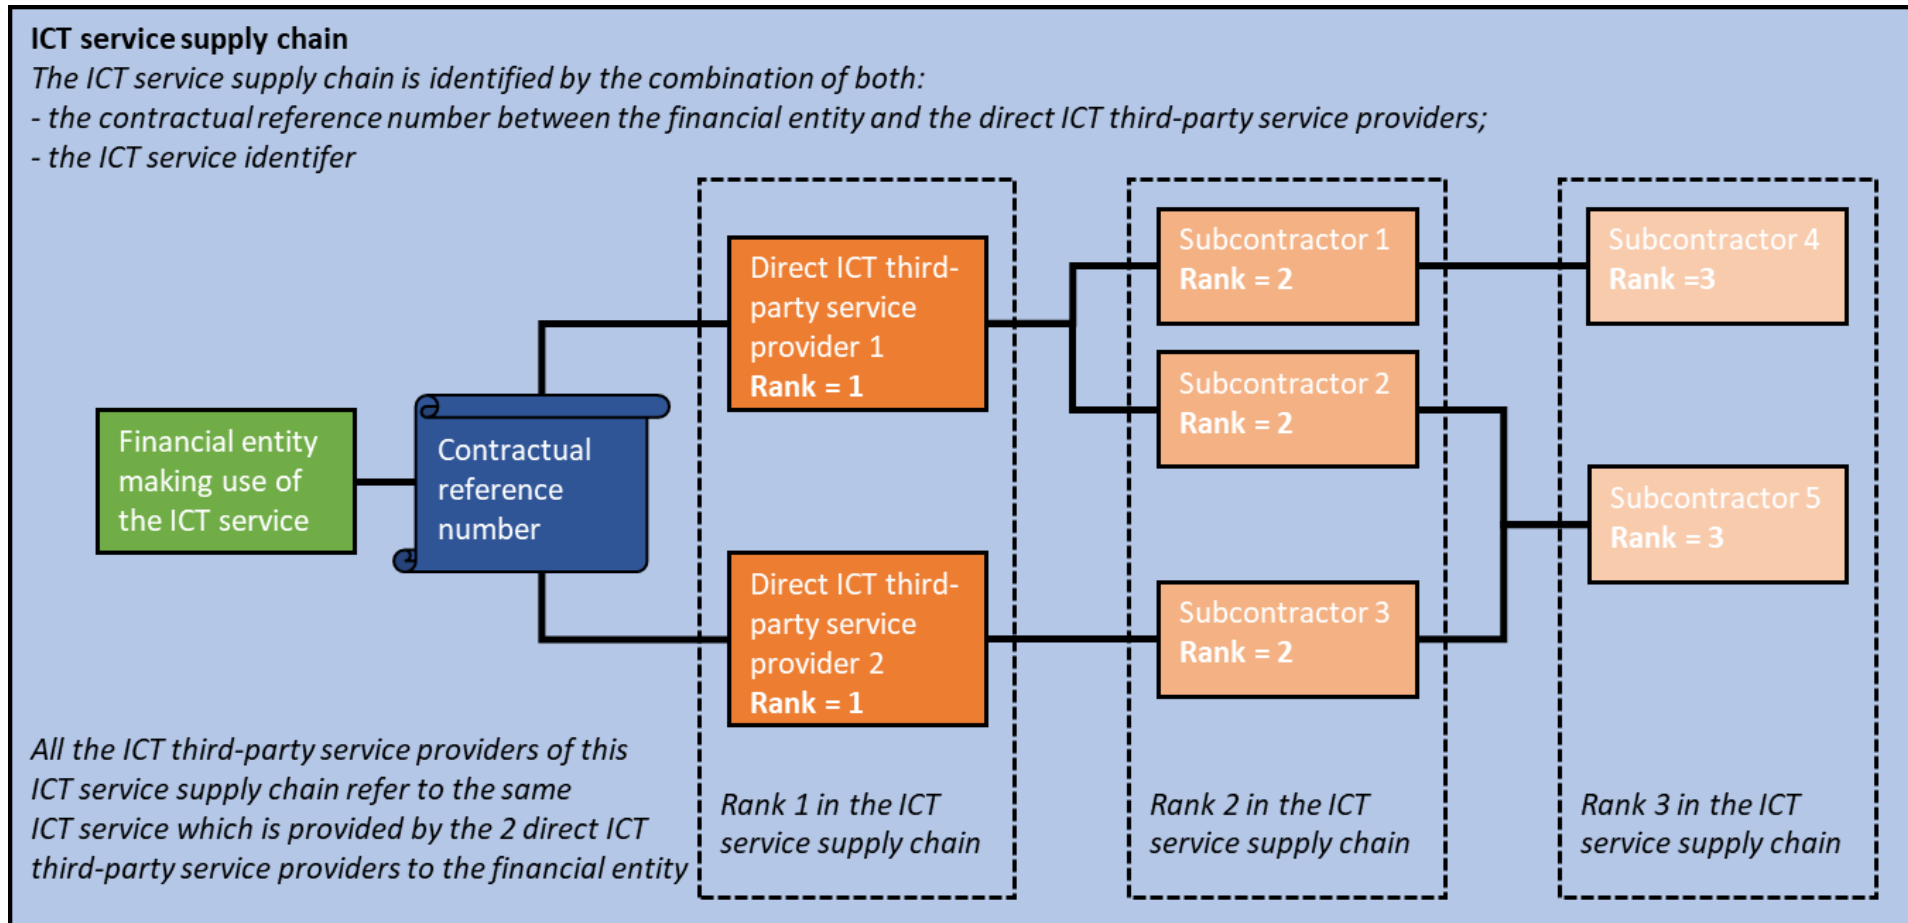 ICT service supply chain
The ICT service supply chain is identified by the combination of both:
- the contractual reference number between the financial entity and the direct ICT third-party service providers;
- the ICT service identifer
Financial entity
making use of
the ICT service
Contractual
reference
number
Direct ICT third-
party service
provider 1
Rank = 1
Direct ICT third-
party service
provider 2
Rank = 1
Subcontractor 1
Rank = 2
Subcontractor 2
Rank = 2
Subcontractor 3
Rank = 2
Subcontractor 4
Rank =3
Subcontractor 5
Rank = 3
All the ICT third-party service providers of this
ICT service supply chain refer to the same
ICT service which is provided by the 2 direct ICT
third-party service providers to the financial entity
Rank 1 in the ICT
service supply chain
Rank 2 in the ICT
service supply chain
Rank 3 in the ICT
service supply chain